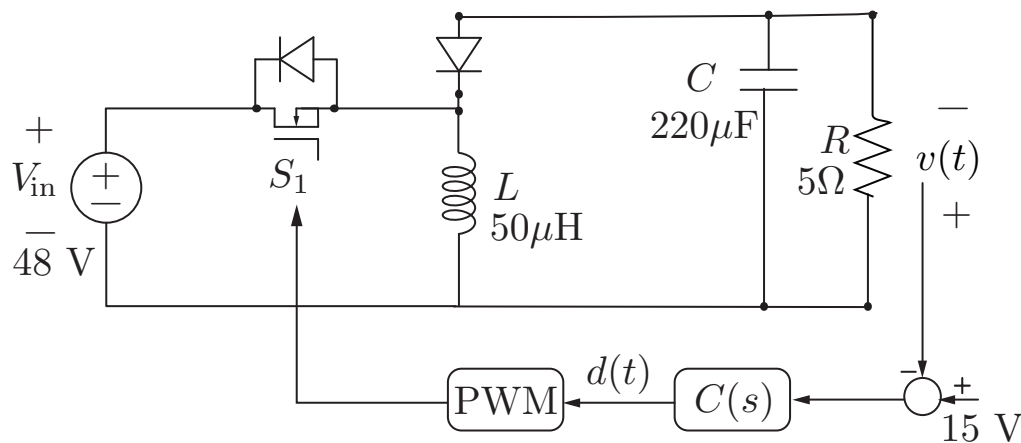 +
V_in
−
48 V
+
−
S_1
L
50μH
C
220μF
R
5Ω
−
v(t)
+
PWM
d(t)
C(s)
−
+
15 V